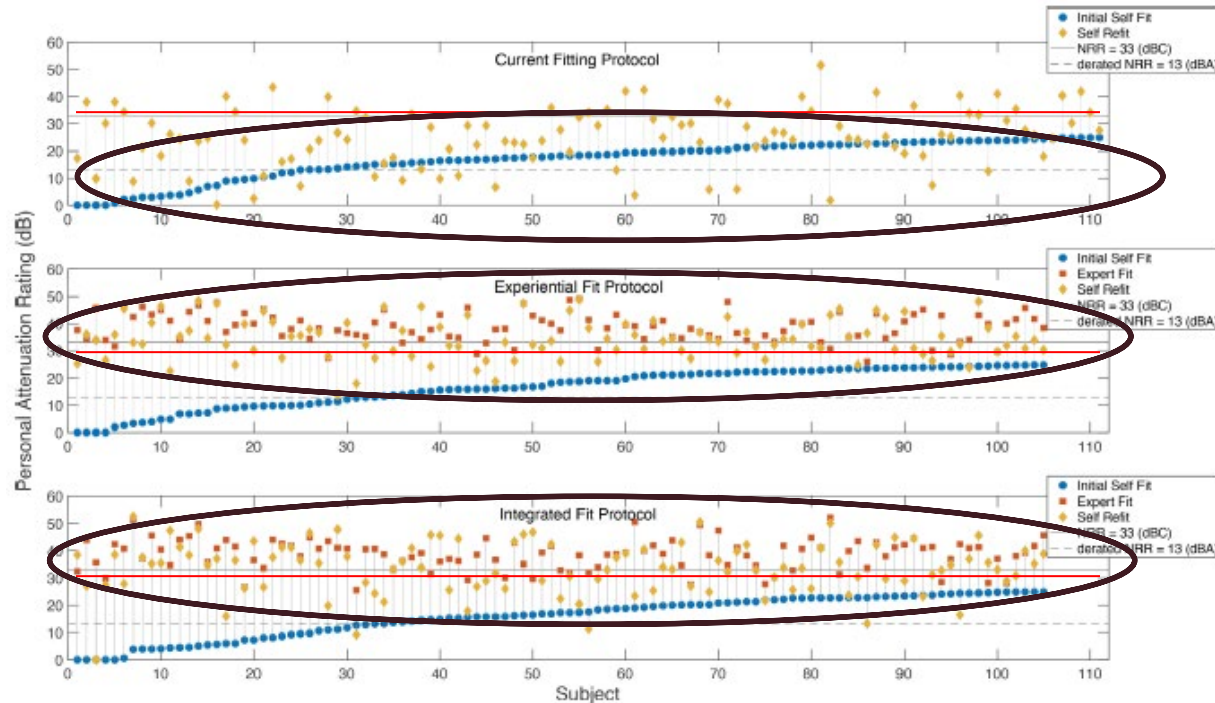 Initial Self Fit
Self Refit
NRR = 33 (dBC)
derated NRR = 13 (dBA)
Current Fitting Protocol
60
50
40
30
20
10
0
0 10 20 30 40 50 60 70 80 90 100 110
Initial Self Fit
Expert Fit
Self Refit
NRR = 33 (dBC)
derated NRR = 13 (dBA)
Experiential Fit Protocol
60
50
40
30
20
10
0
0 10 20 30 40 50 60 70 80 90 100 110
Personal Attenuation Rating (dB)
Initial Self Fit
Expert Fit
Self Refit
NRR = 33 (dBC)
derated NRR = 13 (dBA)
Integrated Fit Protocol
60
50
40
30
20
10
0
0 10 20 30 40 50 60 70 80 90 100 110
Subject